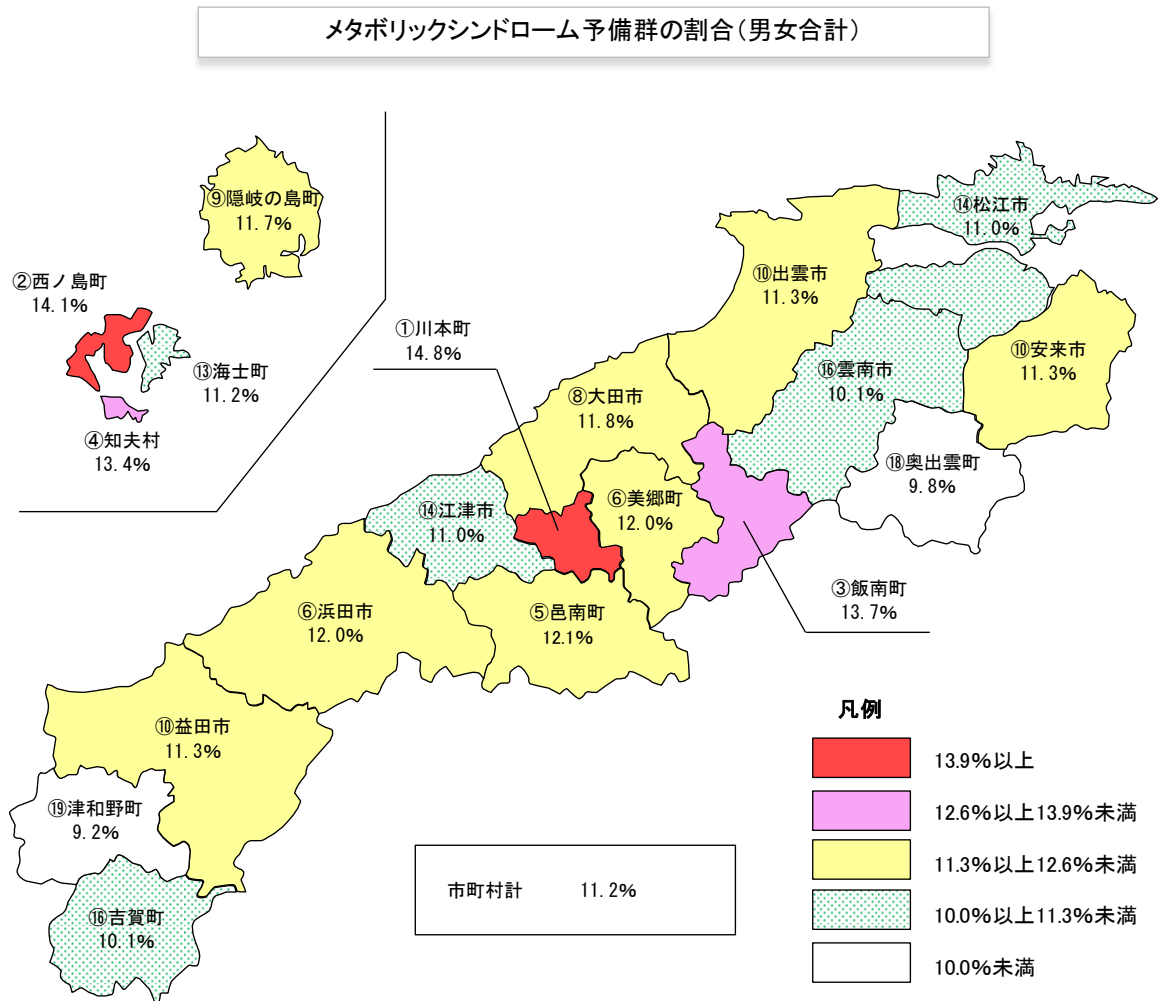 メタボリックシンドローム予備群の割合(男女合計)
⑨隠岐の島町
11.7%
②西ノ島町
14.1%
⑬海士町
11.2%
④知夫村
13.4%
①川本町
14.8%
⑭松江市
11.0%
⑩出雲市
11.3%
⑩安来市
11.3%
⑯雲南市
10.1%
⑧大田市
11.8%
⑱奥出雲町
9.8%
⑥美郷町
12.0%
⑭江津市
11.0%
③飯南町
13.7%
⑥浜田市
12.0%
⑤邑南町
12.1%
⑩益田市
11.3%
⑲津和野町
9.2%
⑯吉賀町
10.1%
市町村計 11.2%
凡例
13.9%以上
12.6%以上13.9%未満
11.3%以上12.6%未満
10.0%以上11.3%未満
10.0%未満